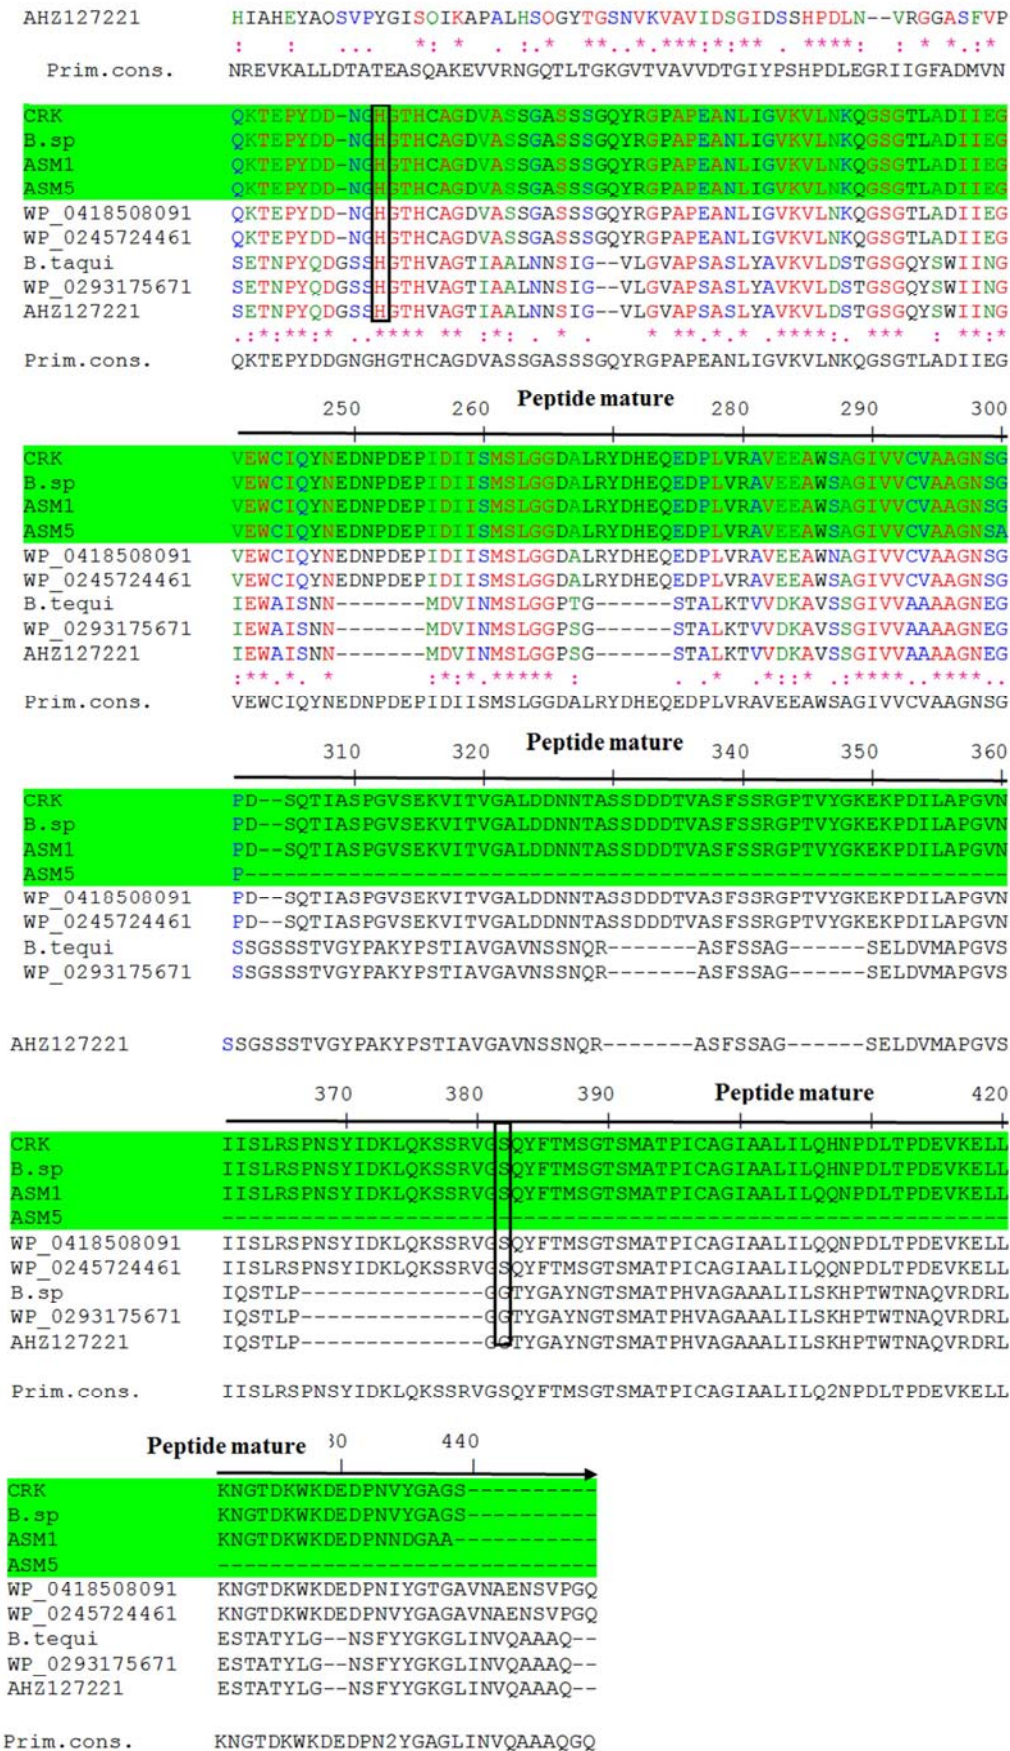 AHZ127221 HIAHEYAQSVPYGISQIKAPALHSQGYTGSNVKVAVIDSGIDSSHPDLN--VRGGASFVP
: : ... *: * :.* **..*.***:*** . ****: : * *.:*
Prim.cons. NREVKALLDTATEASQAKEVVRNGQTLTGKGVTVAVVDTGIYPSHPDLEGRIIGFADMVN
CRK QKTEPYDD-NGHGTHCAGDVASSGASSSGQYRGPAPEANLIGVKVLNKQGSGTLADIIEG
B.sp QKTEPYDD-NGHGTHCAGDVASSGASSSGQYRGPAPEANLIGVKVLNKQGSGTLADIIEG
ASM1 QKTEPYDD-NGHGTHCAGDVASSGASSSGQYRGPAPEANLIGVKVLNKQGSGTLADIIEG
ASM5 QKTEPYDD-NGHGTHCAGDVASSGASSSGQYRGPAPEANLIGVKVLNKQGSGTLADIIEG
WP_0418508091 QKTEPYDD-NGHGTHCAGDVASSGASSSGQYRGPAPEANLIGVKVLNKQGSGTLADIIEG
WP_0245724461 QKTEPYDD-NGHGTHCAGDVASSGASSSGQYRGPAPEANLIGVKVLNKQGSGTLADIIEG
B.taqui SETNPYQDGSSHGTHVAGTIAALNNSIG--VLGVAPSASLYAVKVLDSTGSGQYSWIING
WP_0293175671 SETNPYQDGSSHGTHVAGTIAALNNSIG--VLGVAPSASLYAVKVLDSTGSGQYSWIING
AHZ127221 SETNPYQDGSSHGTHVAGTIAALNNSIG--VLGVAPSASLYAVKVLDSTGSGQYSWIING
.:*:**:* ..**** ** :*: . * * **.*.* .****:. *** : **:*
Prim.cons. QKTEPYDDGNGHGTHCAGDVASSGASSSGQYRGPAPEANLIGVKVLNKQGSGTLADIIEG
250 260 Peptide mature 280 290 300
CRK VEWCIQYNEDNPDEPIDIISMSLGGDALRYDHEQEDPLVRAVEEAWSAGIVVCVAAGNSG
B.sp VEWCIQYNEDNPDEPIDIISMSLGGDALRYDHEQEDPLVRAVEEAWSAGIVVCVAAGNSG
ASM1 VEWCIQYNEDNPDEPIDIISMSLGGDALRYDHEQEDPLVRAVEEAWSAGIVVCVAAGNSG
ASM5 VEWCIQYNEDNPDEPIDIISMSLGGDALRYDHEQEDPLVRAVEEAWSAGIVVCVAAGNSA
WP_0418508091 VEWCIQYNEDNPDEPIDIISMSLGGDALRYDHEQEDPLVRAVEEAWNAGIVVCVAAGNSG
WP_0245724461 VEWCIQYNEDNPDEPIDIISMSLGGDALRYDHEQEDPLVRAVEEAWSAGIVVCVAAGNSG
B.tequi IEWAISNN-------MDVINMSLGGPTG------STALKTVVDKAVSSGIVVAAAAGNEG
WP_0293175671 IEWAISNN-------MDVINMSLGGPSG------STALKTVVDKAVSSGIVVAAAAGNEG
AHZ127221 IEWAISNN-------MDVINMSLGGPSG------STALKTVVDKAVSSGIVVAAAAGNEG
:**.*. * :*:*.***** : . .* *::* .:****..****..
Prim.cons. VEWCIQYNEDNPDEPIDIISMSLGGDALRYDHEQEDPLVRAVEEAWSAGIVVCVAAGNSG
310 320 Peptide mature 340 350 360
CRK PD--SQTIASPGVSEKVITVGALDDNNTASSDDDTVASFSSRGPTVYGKEKPDILAPGVN
B.sp PD--SQTIASPGVSEKVITVGALDDNNTASSDDDTVASFSSRGPTVYGKEKPDILAPGVN
ASM1 PD--SQTIASPGVSEKVITVGALDDNNTASSDDDTVASFSSRGPTVYGKEKPDILAPGVN
ASM5 P-----------------------------------------------------------
WP_0418508091 PD--SQTIASPGVSEKVITVGALDDNNTASSDDDTVASFSSRGPTVYGKEKPDILAPGVN
WP_0245724461 PD--SQTIASPGVSEKVITVGALDDNNTASSDDDTVASFSSRGPTVYGKEKPDILAPGVN
B.tequi SSGSSSTVGYPAKYPSTIAVGAVNSSNQR-------ASFSSAG------SELDVMAPGVS
WP_0293175671 SSGSSSTVGYPAKYPSTIAVGAVNSSNQR-------ASFSSAG------SELDVMAPGVS
AHZ127221 SSGSSSTVGYPAKYPSTIAVGAVNSSNQR-------ASFSSAG------SELDVMAPGVS
370 380 390 Peptide mature 420
CRK IISLRSPNSYIDKLQKSSRVGSQYFTMSGTSMATPICAGIAALILQHNPDLTPDEVKELL
B.sp IISLRSPNSYIDKLQKSSRVGSQYFTMSGTSMATPICAGIAALILQHNPDLTPDEVKELL
ASM1 IISLRSPNSYIDKLQKSSRVGSQYFTMSGTSMATPICAGIAALILQQNPDLTPDEVKELL
ASM5 ------------------------------------------------------------
WP_0418508091 IISLRSPNSYIDKLQKSSRVGSQYFTMSGTSMATPICAGIAALILQQNPDLTPDEVKELL
WP_0245724461 IISLRSPNSYIDKLQKSSRVGSQYFTMSGTSMATPICAGIAALILQQNPDLTPDEVKELL
B.sp IQSTLP--------------GGTYGAYNGTSMATPHVAGAAALILSKHPTWTNAQVRDRL
WP_0293175671 IQSTLP--------------GGTYGAYNGTSMATPHVAGAAALILSKHPTWTNAQVRDRL
AHZ127221 IQSTLP--------------GGTYGAYNGTSMATPHVAGAAALILSKHPTWTNAQVRDRL
Prim.cons. IISLRSPNSYIDKLQKSSRVGSQYFTMSGTSMATPICAGIAALILQ2NPDLTPDEVKELL
Peptide mature 30 440
CRK KNGTDKWKDEDPNVYGAGS----------
B.sp KNGTDKWKDEDPNVYGAGS----------
ASM1 KNGTDKWKDEDPNNDGAA-----------
ASM5 -----------------------------
WP_0418508091 KNGTDKWKDEDPNIYGTGAVNAENSVPGQ
WP_0245724461 KNGTDKWKDEDPNVYGAGAVNAENSVPGQ
B.tequi ESTATYLG--NSFYYGKGLINVQAAAQ--
WP_0293175671 ESTATYLG--NSFYYGKGLINVQAAAQ--
AHZ127221 ESTATYLG--NSFYYGKGLINVQAAAQ--
Prim.cons. KNGTDKWKDEDPN2YGAGLINVQAAAQGQ